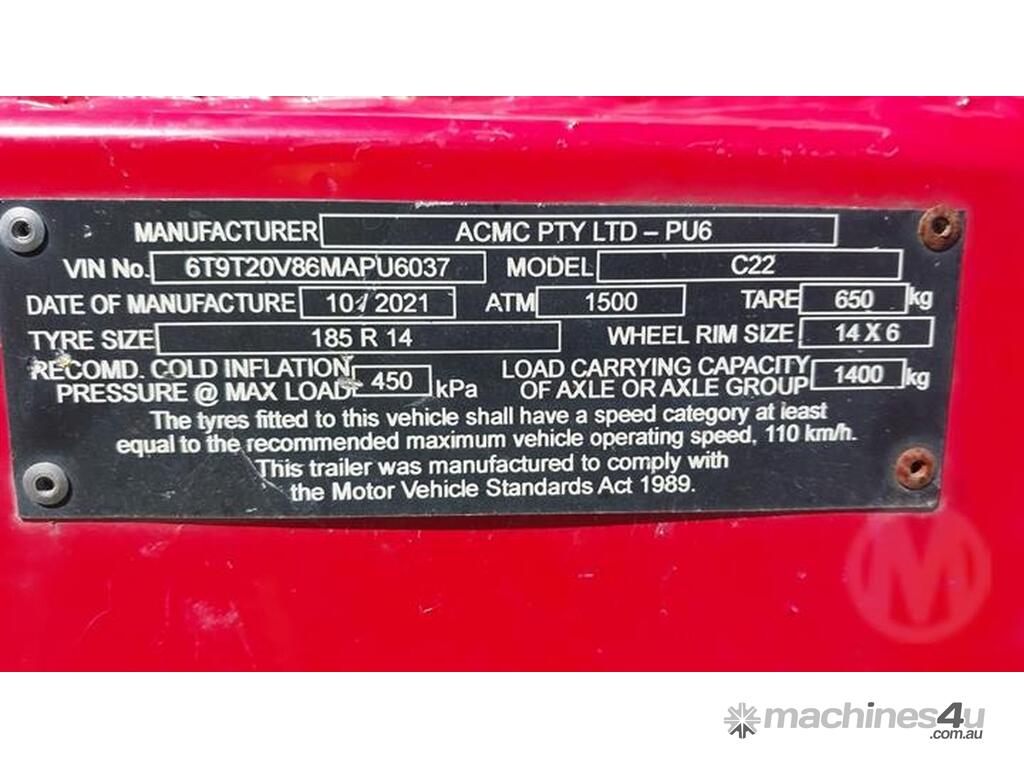 MANUFACTURER ACMC PTY LTD – PU6
VIN No. 6T9T20V86MAPU6037 MODEL C22
DATE OF MANUFACTURE 10 / 2021 ATM 1500 TARE 650 kg
TYRE SIZE 185 R 14 WHEEL RIM SIZE 14 X 6
RECOMD. COLD INFLATION
PRESSURE @ MAX LOAD 450 kPa
LOAD CARRYING CAPACITY
OF AXLE OR AXLE GROUP 1400 kg
The tyres fitted to this vehicle shall have a speed category at least
equal to the recommended maximum vehicle operating speed, 110 km/h.
This trailer was manufactured to comply with
the Motor Vehicle Standards Act 1989.
M
machines4u
.com.au